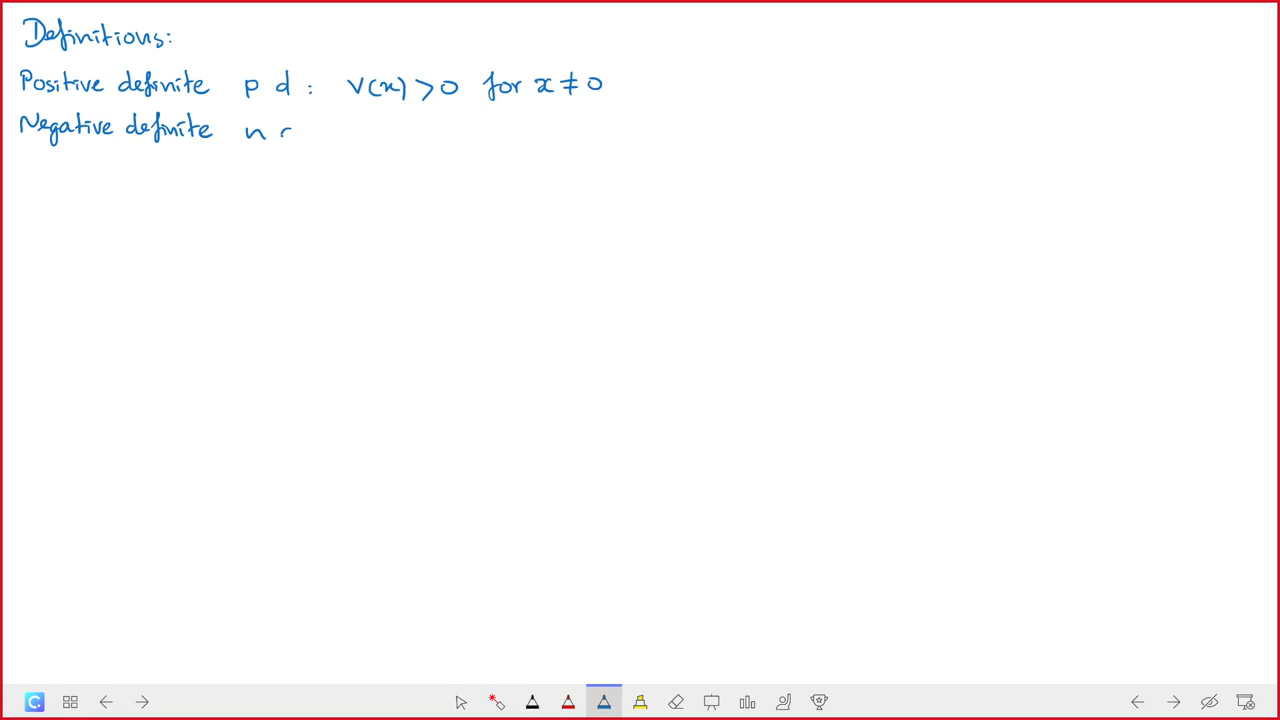 Definitions:
Positive definite p d : V(x) > 0 for x ≠ 0
Negative definite n